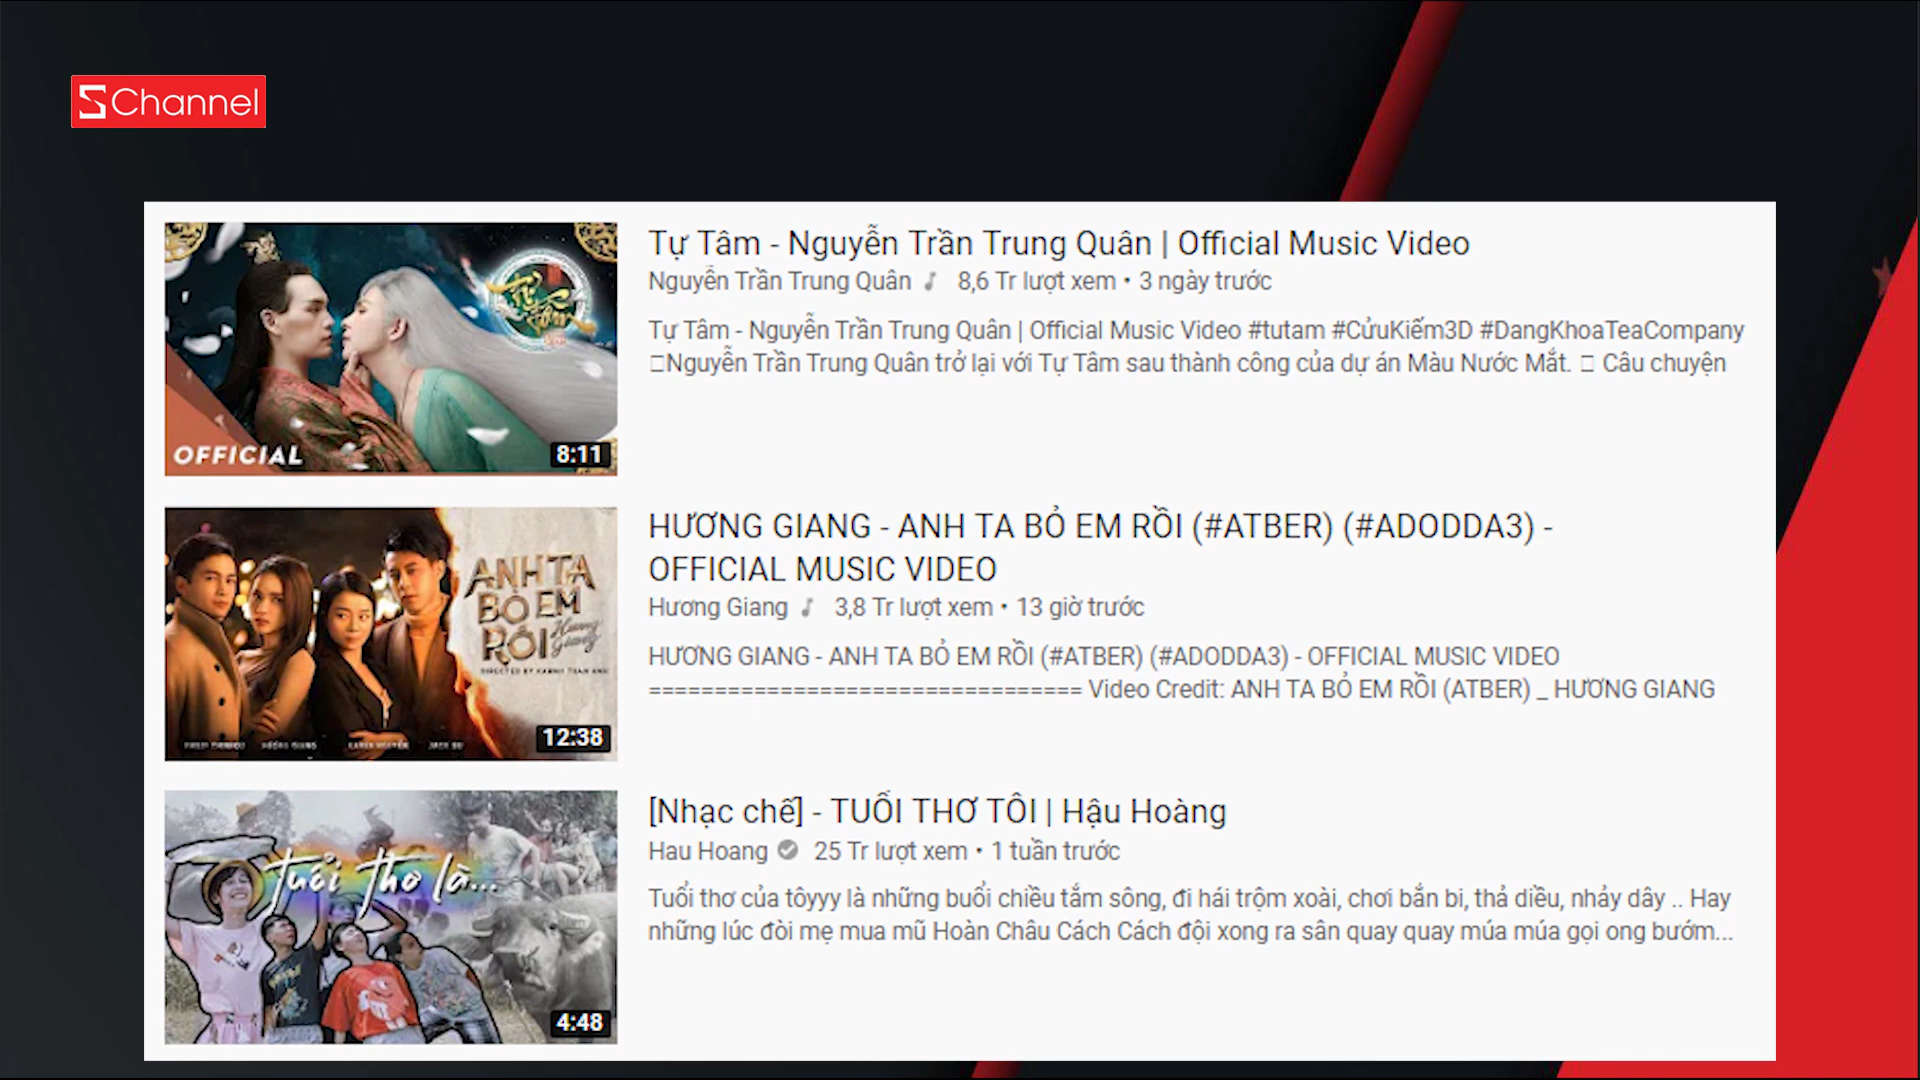 S Channel
Tự Tâm - Nguyễn Trần Trung Quân | Official Music Video
Nguyễn Trần Trung Quân 8,6 Tr lượt xem • 3 ngày trước
Tự Tâm - Nguyễn Trần Trung Quân | Official Music Video #tutam #CửuKiếm3D #DangKhoaTeaCompany
Nguyễn Trần Trung Quân trở lại với Tự Tâm sau thành công của dự án Màu Nước Mắt. Câu chuyện
Tự Tâm
OFFICIAL
8:11
HƯƠNG GIANG - ANH TA BỎ EM RỒI (#ATBER) (#ADODDA3) -
OFFICIAL MUSIC VIDEO
Hương Giang 3,8 Tr lượt xem • 13 giờ trước
HƯƠNG GIANG - ANH TA BỎ EM RỒI (#ATBER) (#ADODDA3) - OFFICIAL MUSIC VIDEO
================================= Video Credit: ANH TA BỎ EM RỒI (ATBER) _ HƯƠNG GIANG
ANH TA
BỎ EM
RỒI
Hương
Giang
12:38
[Nhạc chế] - TUỔI THƠ TÔI | Hậu Hoàng
Hau Hoang 25 Tr lượt xem • 1 tuần trước
Tuổi thơ của tôyyy là những buổi chiều tắm sông, đi hái trộm xoài, chơi bắn bi, thả diều, nhảy dây .. Hay
những lúc đòi mẹ mua mũ Hoàn Châu Cách Cách đội xong ra sân quay quay múa múa gọi ong bướm...
tuổi thơ là...
4:48